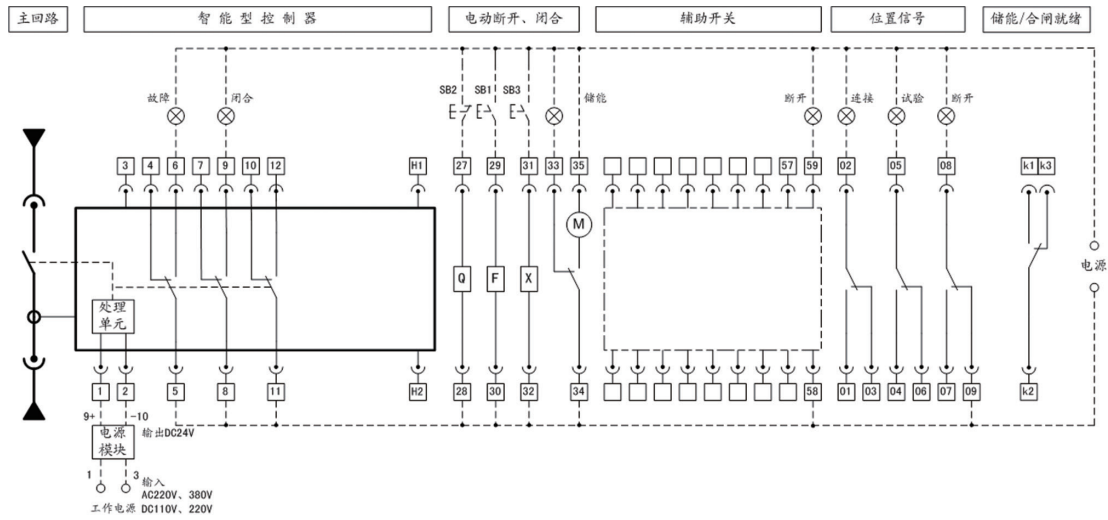 主回路
智能型控制器
电动断开、闭合
辅助开关
位置信号
储能/合闸就绪
SB2 SB1 SB3
故障 闭合 储能 断开 连接 试验 断开
3 4 6 7 9 10 12 H1 27 29 31 33 35 57 59 02 05 08 k1 k3
M
Q F X
电源
处理
单元
1 2 5 8 11 H2 28 30 32 34 58 01 03 04 06 07 09 k2
9+ -10
电源
模块
输出DC24V
1 3
输入
AC220V、380V
工作电源 DC110V、220V